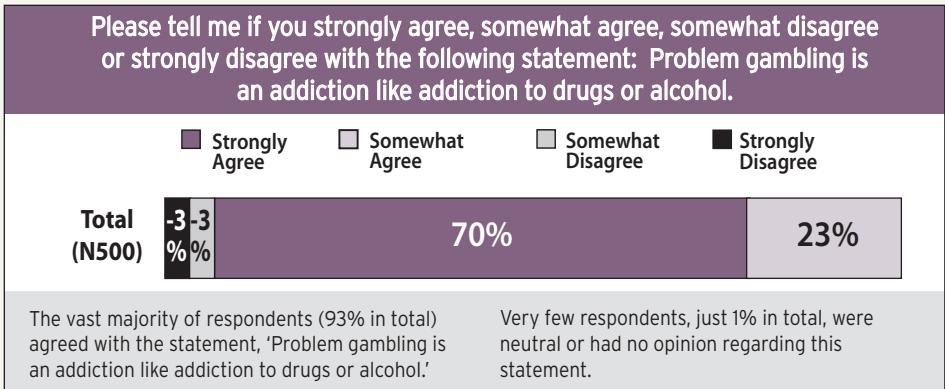 Please tell me if you strongly agree, somewhat agree, somewhat disagree
or strongly disagree with the following statement: Problem gambling is
an addiction like addiction to drugs or alcohol.
Strongly
Agree
Somewhat
Agree
Somewhat
Disagree
Strongly
Disagree
Total
(N500)
-3
%
-3
%
70%
23%
The vast majority of respondents (93% in total)
agreed with the statement, ‘Problem gambling is
an addiction like addiction to drugs or alcohol.’
Very few respondents, just 1% in total, were
neutral or had no opinion regarding this
statement.